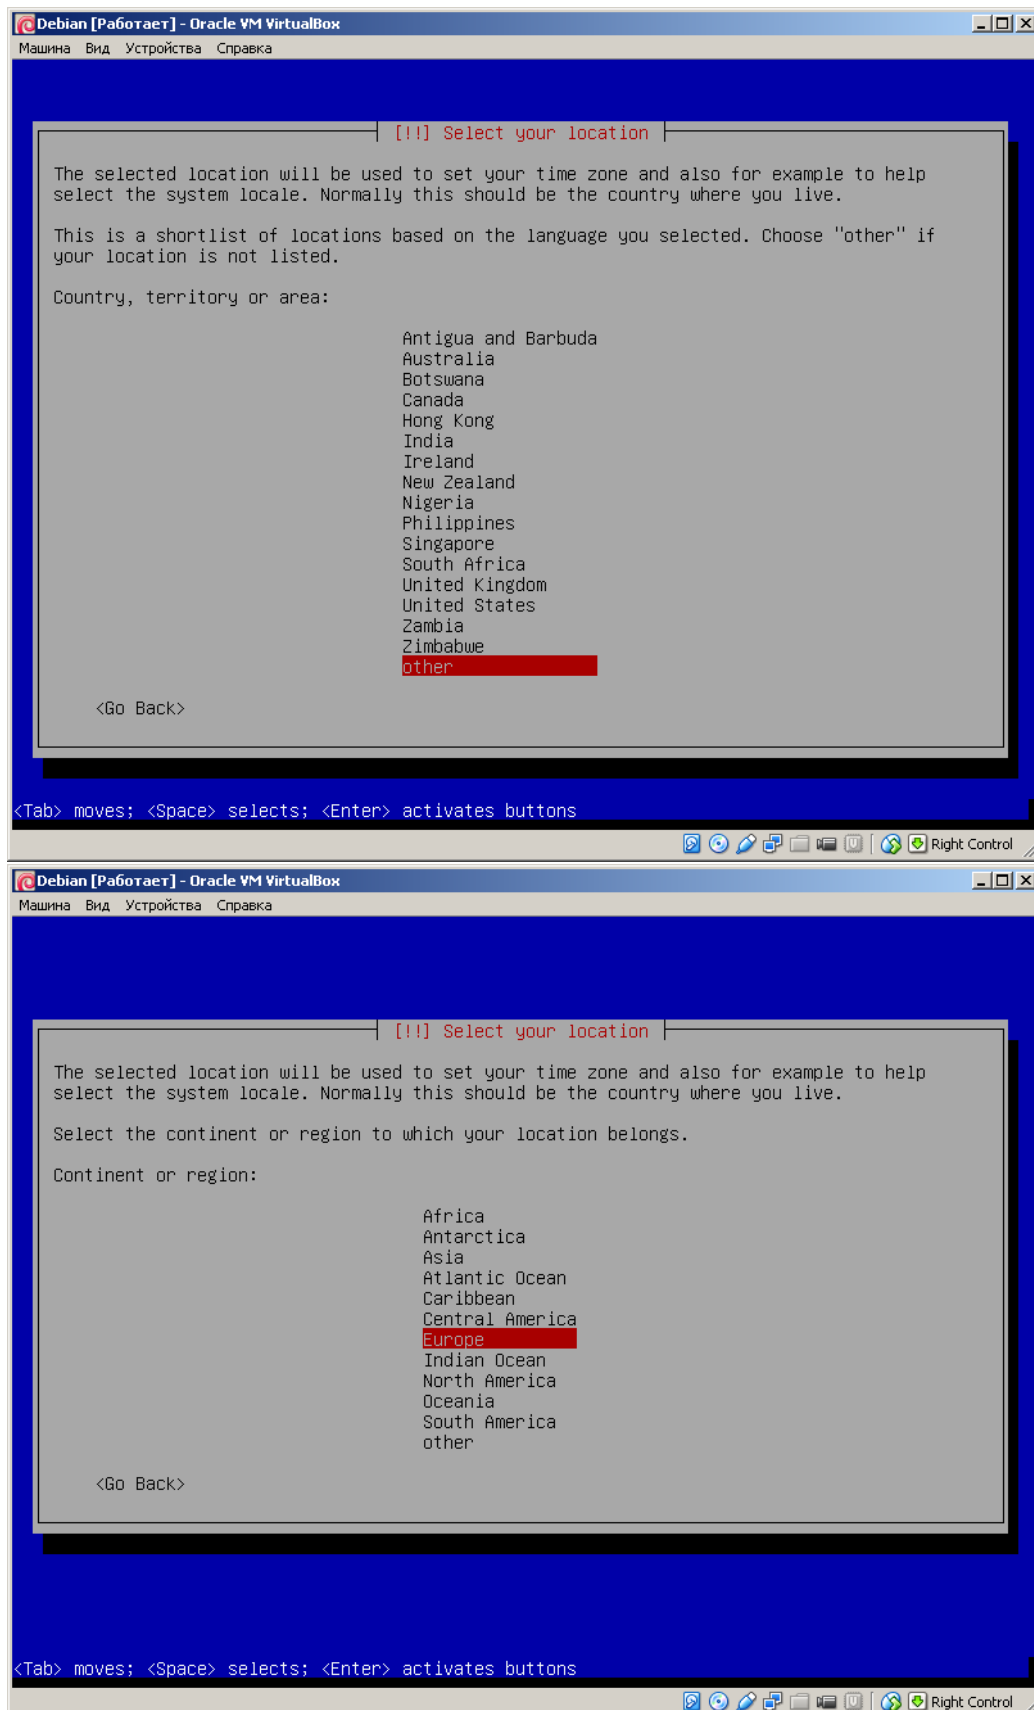 Debian [Работает] - Oracle VM VirtualBox
Машина Вид Устройства Справка
[!!] Select your location
The selected location will be used to set your time zone and also for example to help
select the system locale. Normally this should be the country where you live.
This is a shortlist of locations based on the language you selected. Choose "other" if
your location is not listed.
Country, territory or area:
Antigua and Barbuda
Australia
Botswana
Canada
Hong Kong
India
Ireland
New Zealand
Nigeria
Philippines
Singapore
South Africa
United Kingdom
United States
Zambia
Zimbabwe
other
<Go Back>
<Tab> moves; <Space> selects; <Enter> activates buttons
Right Control
Debian [Работает] - Oracle VM VirtualBox
Машина Вид Устройства Справка
[!!] Select your location
The selected location will be used to set your time zone and also for example to help
select the system locale. Normally this should be the country where you live.
Select the continent or region to which your location belongs.
Continent or region:
Africa
Antarctica
Asia
Atlantic Ocean
Caribbean
Central America
Europe
Indian Ocean
North America
Oceania
South America
other
<Go Back>
<Tab> moves; <Space> selects; <Enter> activates buttons
Right Control